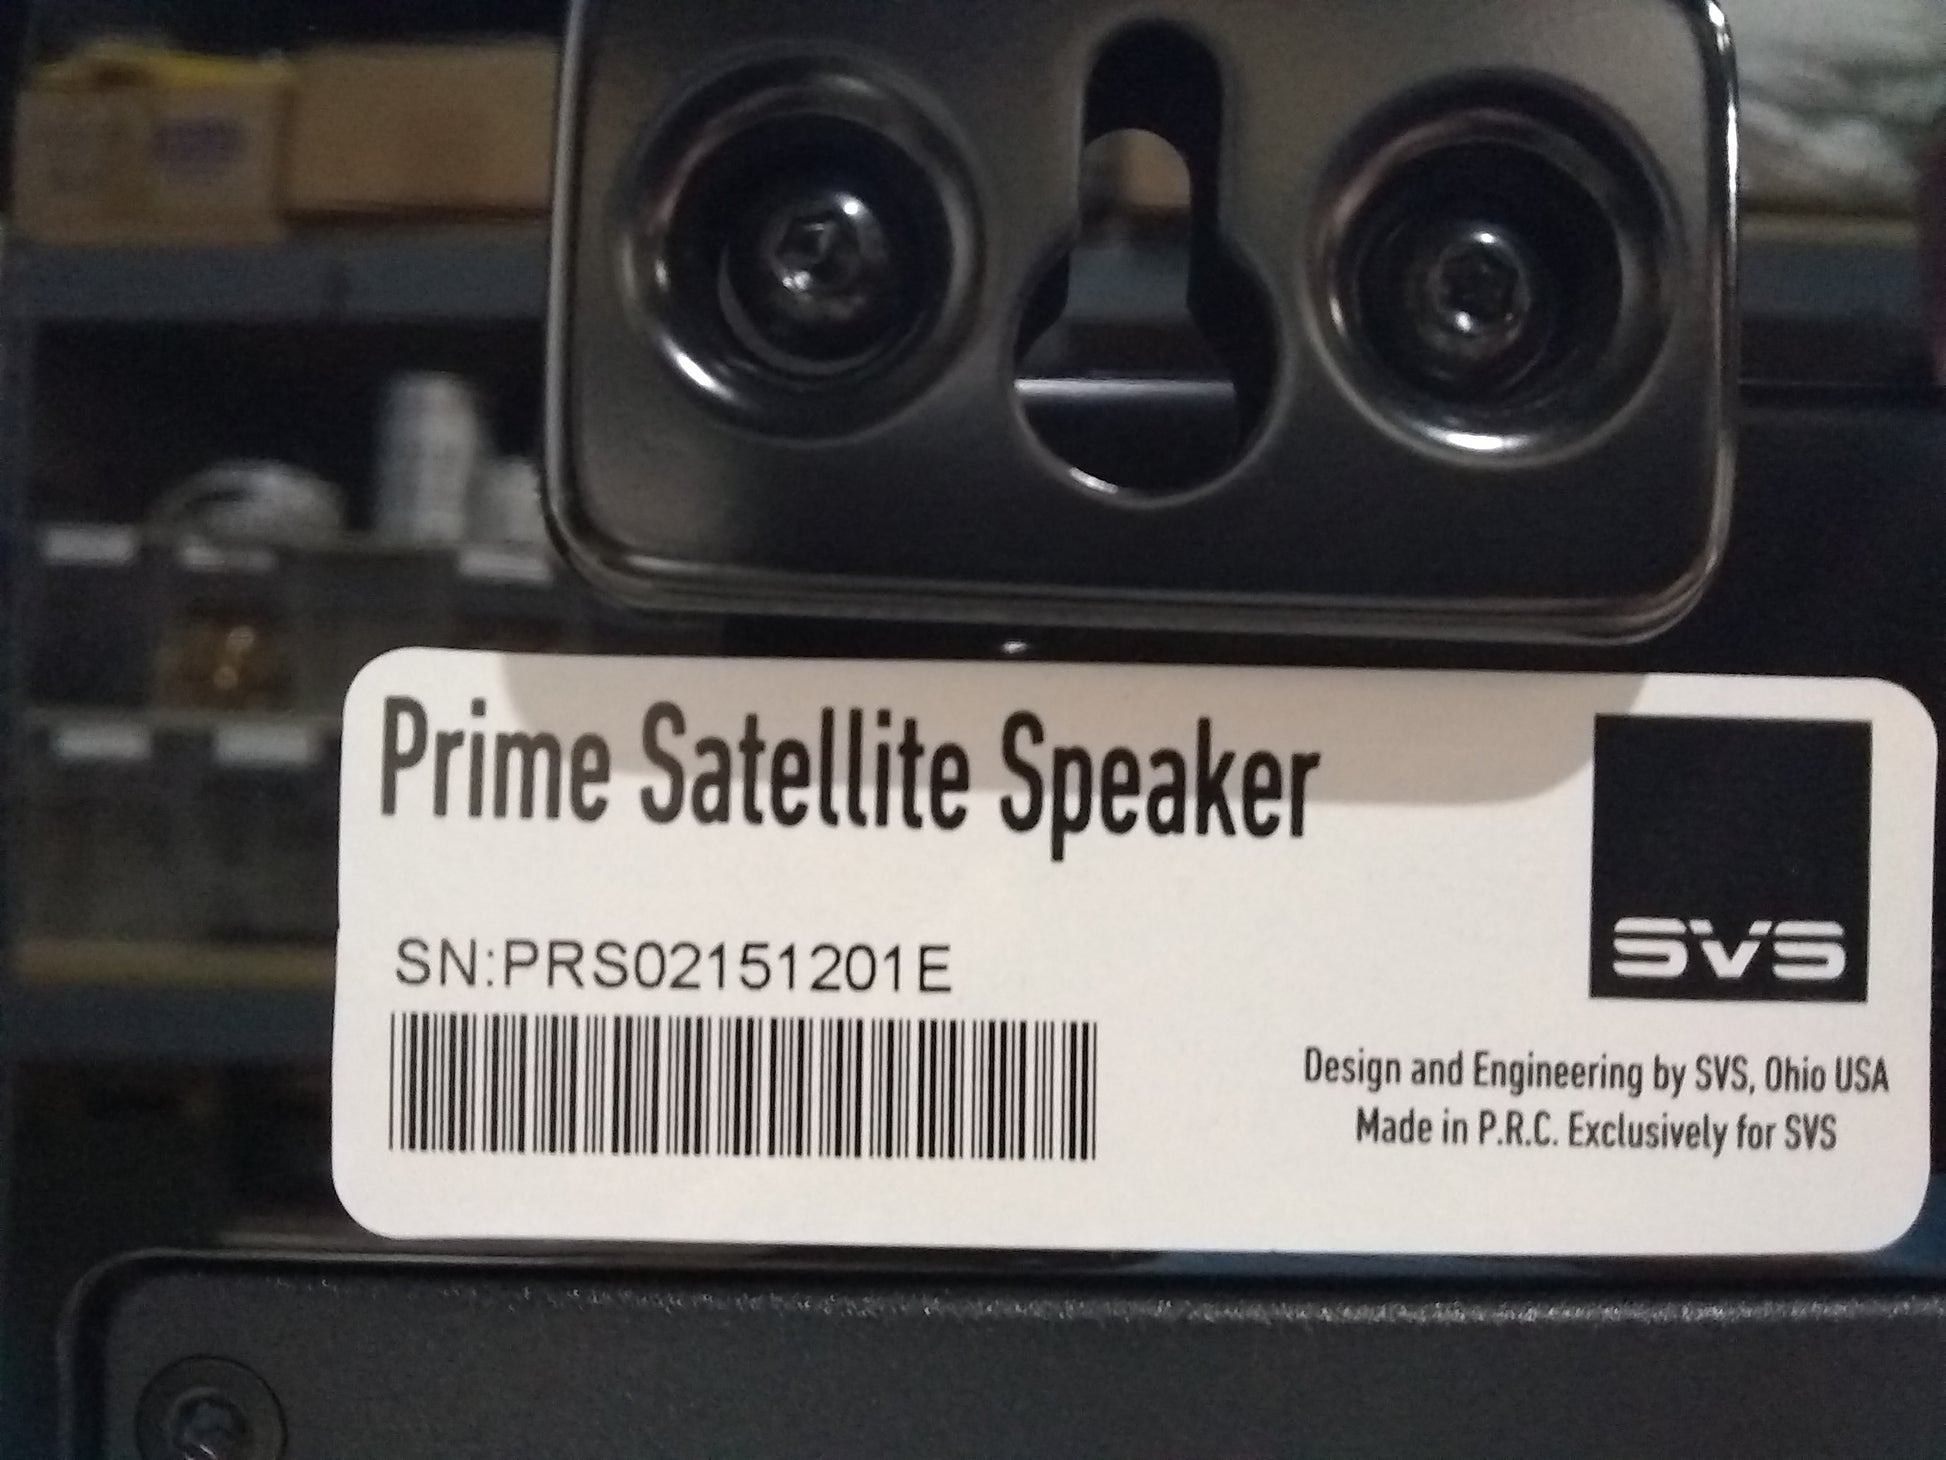 Prime Satellite Speaker
SN:PRS02151201E
SVS
Design and Engineering by SVS, Ohio USA
Made in P.R.C. Exclusively for SVS